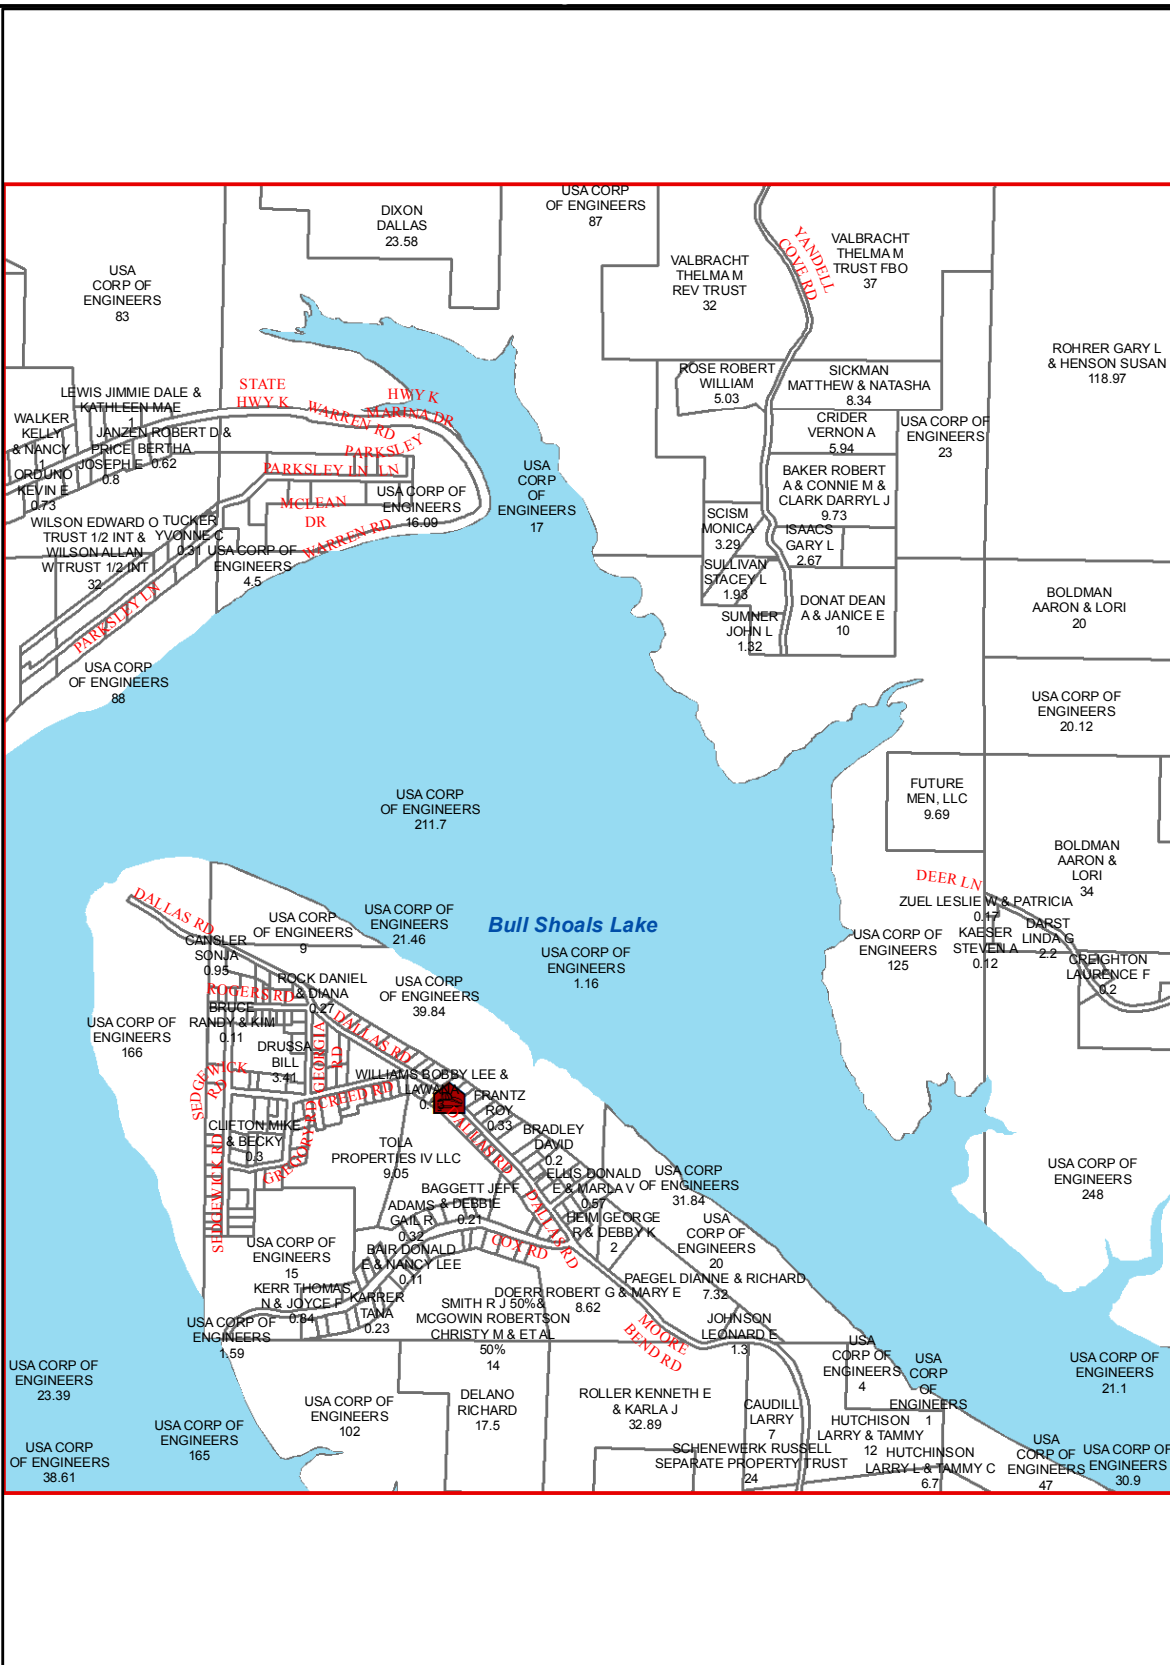 USA CORP
OF ENGINEERS
87
DIXON
DALLAS
23.58
USA
CORP OF
ENGINEERS
83
VALBRACHT
THELMA M
REV TRUST
32
YANDELL
COVE RD
VALBRACHT
THELMA M
TRUST FBO
37
ROHRER GARY L
& HENSON SUSAN
118.97
ROSE ROBERT
WILLIAM
5.03
SICKMAN
MATTHEW & NATASHA
8.34
LEWIS JIMMIE DALE &
KATHLEEN MAE
1
STATE
HWY K
HWY K
MARINA DR
WARREN RD
WALKER
KELLY
& NANCY
1
JANZEN ROBERT D &
BERTHA
0.62
PRICE
JOSEPH E
0.8
ORDUNO
KEVIN E
0.73
PARKSLEY
LN
PARKSLEY LN
MCLEAN
DR
USA CORP OF
ENGINEERS
16.09
WARREN RD
CRIDER
VERNON A
5.94
USA CORP OF
ENGINEERS
23
USA
CORP
OF
ENGINEERS
17
BAKER ROBERT
A & CONNIE M &
CLARK DARRYL J
9.73
WILSON EDWARD O
TRUST 1/2 INT &
WILSON ALLAN
W TRUST 1/2 INT
32
TUCKER
YVONNE C
0.31
USA CORP OF
ENGINEERS
4.5
SCISM
MONICA
3.29
ISAACS
GARY L
2.67
SULLIVAN
STACEY L
1.93
SUMNER
JOHN L
1.32
DONAT DEAN
A & JANICE E
10
BOLDMAN
AARON & LORI
20
PARKSLEY LN
USA CORP
OF ENGINEERS
88
USA CORP OF
ENGINEERS
20.12
USA CORP
OF ENGINEERS
211.7
FUTURE
MEN, LLC
9.69
BOLDMAN
AARON &
LORI
34
DEER LN
ZUEL LESLIE W & PATRICIA
0.17
KAESER
STEVEN A
0.12
DARST
LINDA G
2.2
CREIGHTON
LAURENCE F
0.2
USA CORP OF
ENGINEERS
125
DALLAS RD
USA CORP
OF ENGINEERS
9
USA CORP OF
ENGINEERS
21.46
Bull Shoals Lake
USA CORP OF
ENGINEERS
1.16
CANSLER
SONJA
0.95
ROCK DANIEL
& DIANA
0.27
USA CORP
OF ENGINEERS
39.84
ROGERS RD
BRUCE
RANDY & KIM
0.11
USA CORP OF
ENGINEERS
166
DALLAS RD
GEORGIA
RD
DRUSSA
BILL
3.41
SEDGEWICK
RD
WILLIAMS BOBBY LEE &
CREED RD
FRANTZ
ROY
0.33
DALLAS RD
CLIFTON MIKE
& BECKY
0.3
GREGORY RD
TOLA
PROPERTIES IV LLC
9.05
BRADLEY
DAVID
0.2
SEDGEWICK RD
ELLIS DONALD
E & MARLA V
0.57
USA CORP
OF ENGINEERS
31.84
USA CORP OF
ENGINEERS
248
BAGGETT JEFF
& DEBBIE
0.21
ADAMS
GAIL R
0.32
DALLAS RD
HEIM GEORGE
R & DEBBY K
2
USA
CORP OF
ENGINEERS
20
USA CORP OF
ENGINEERS
15
BAIR DONALD
E & NANCY LEE
0.11
COX RD
PAEGEL DIANNE & RICHARD
7.32
KERR THOMAS
N & JOYCE F
0.84
KARRER
TANA
0.23
DOERR ROBERT G & MARY E
8.62
SMITH R J 50%&
MCGOWIN ROBERTSON
CHRISTY M & ET AL
50%
14
USA CORP OF
ENGINEERS
1.59
MOORE
BEND RD
JOHNSON
LEONARD E
1.3
USA
CORP OF
ENGINEERS
4
USA
CORP
OF
ENGINEERS
1
USA CORP OF
ENGINEERS
21.1
USA CORP OF
ENGINEERS
23.39
USA CORP OF
ENGINEERS
102
DELANO
RICHARD
17.5
ROLLER KENNETH E
& KARLA J
32.89
CAUDILL
LARRY
7
HUTCHISON
LARRY & TAMMY
12
USA CORP OF
ENGINEERS
165
USA CORP
OF ENGINEERS
38.61
SCHENEWERK RUSSELL
SEPARATE PROPERTY TRUST
24
HUTCHINSON
LARRY L & TAMMY C
6.7
USA
CORP OF
ENGINEERS
47
USA CORP OF
ENGINEERS
30.9